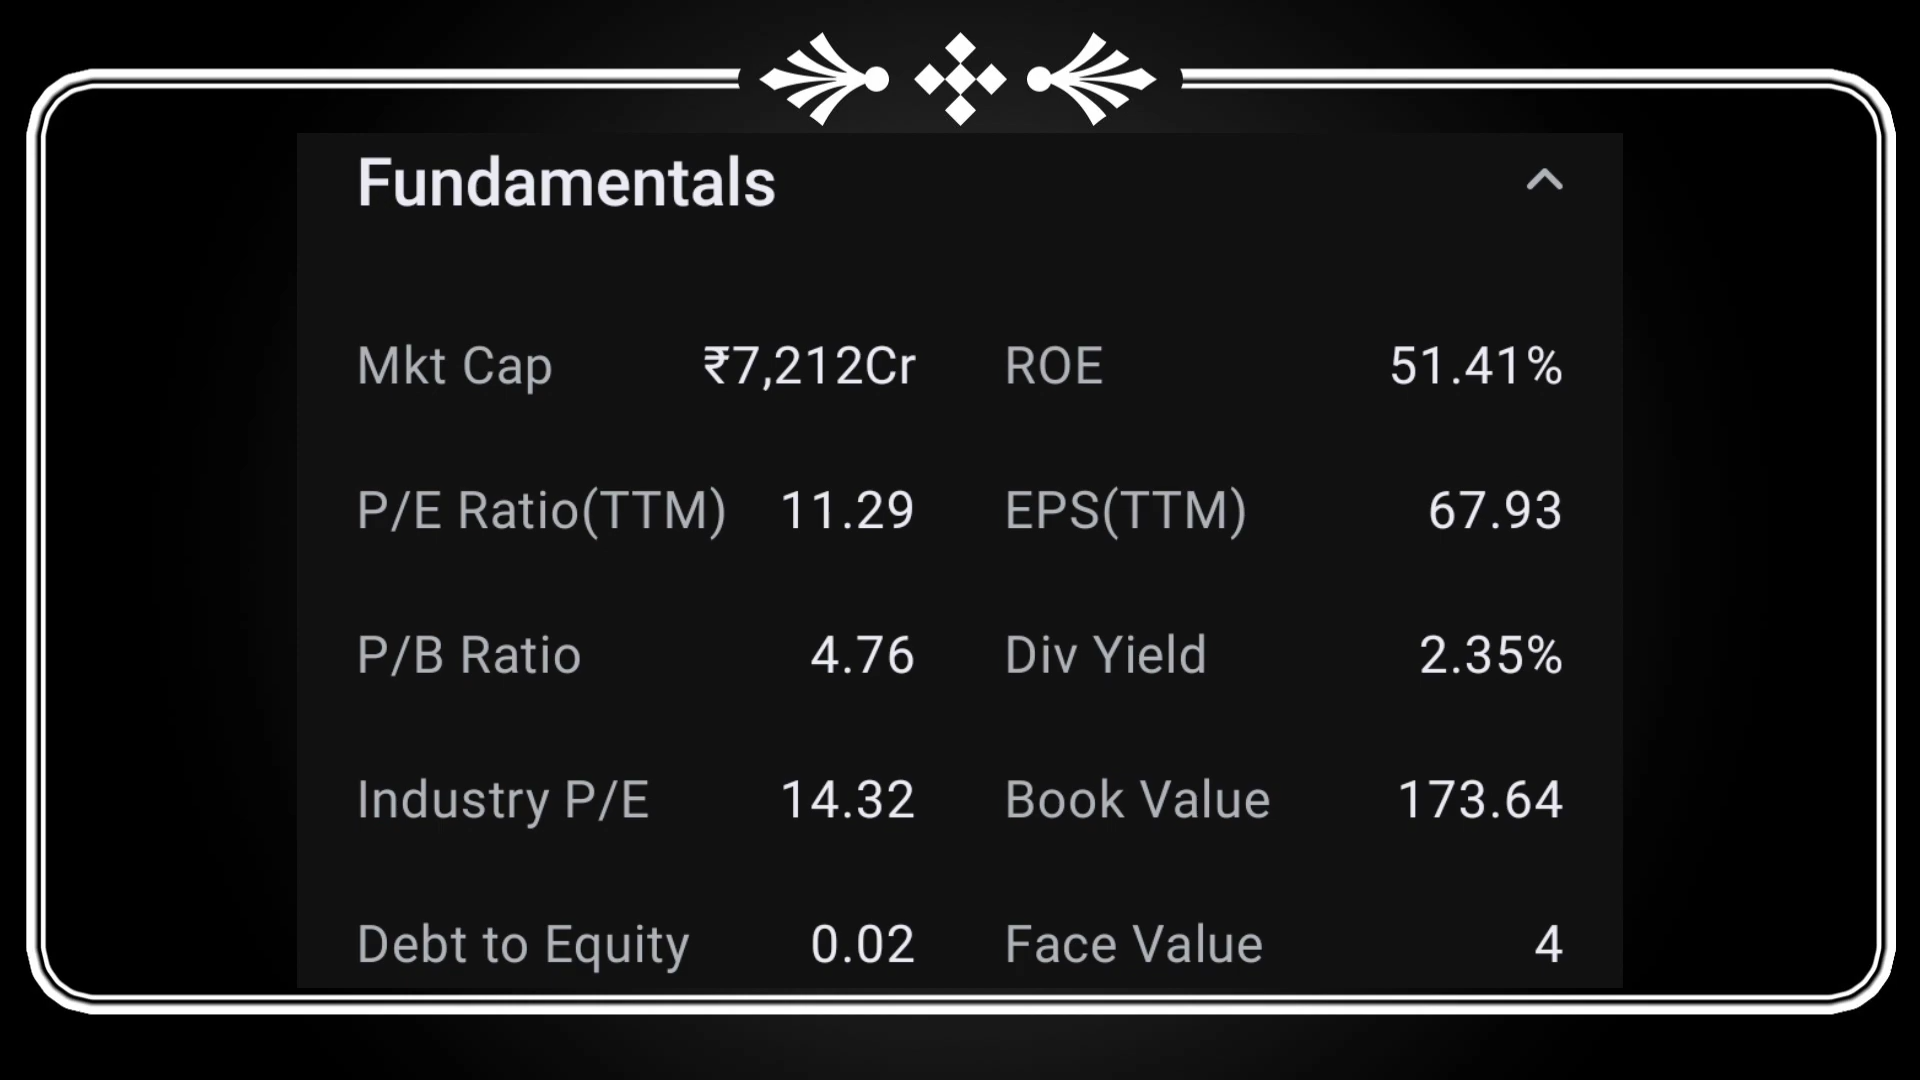 Fundamentals
Mkt Cap ₹7,212Cr ROE 51.41%
P/E Ratio(TTM) 11.29 EPS(TTM) 67.93
P/B Ratio 4.76 Div Yield 2.35%
Industry P/E 14.32 Book Value 173.64
Debt to Equity 0.02 Face Value 4